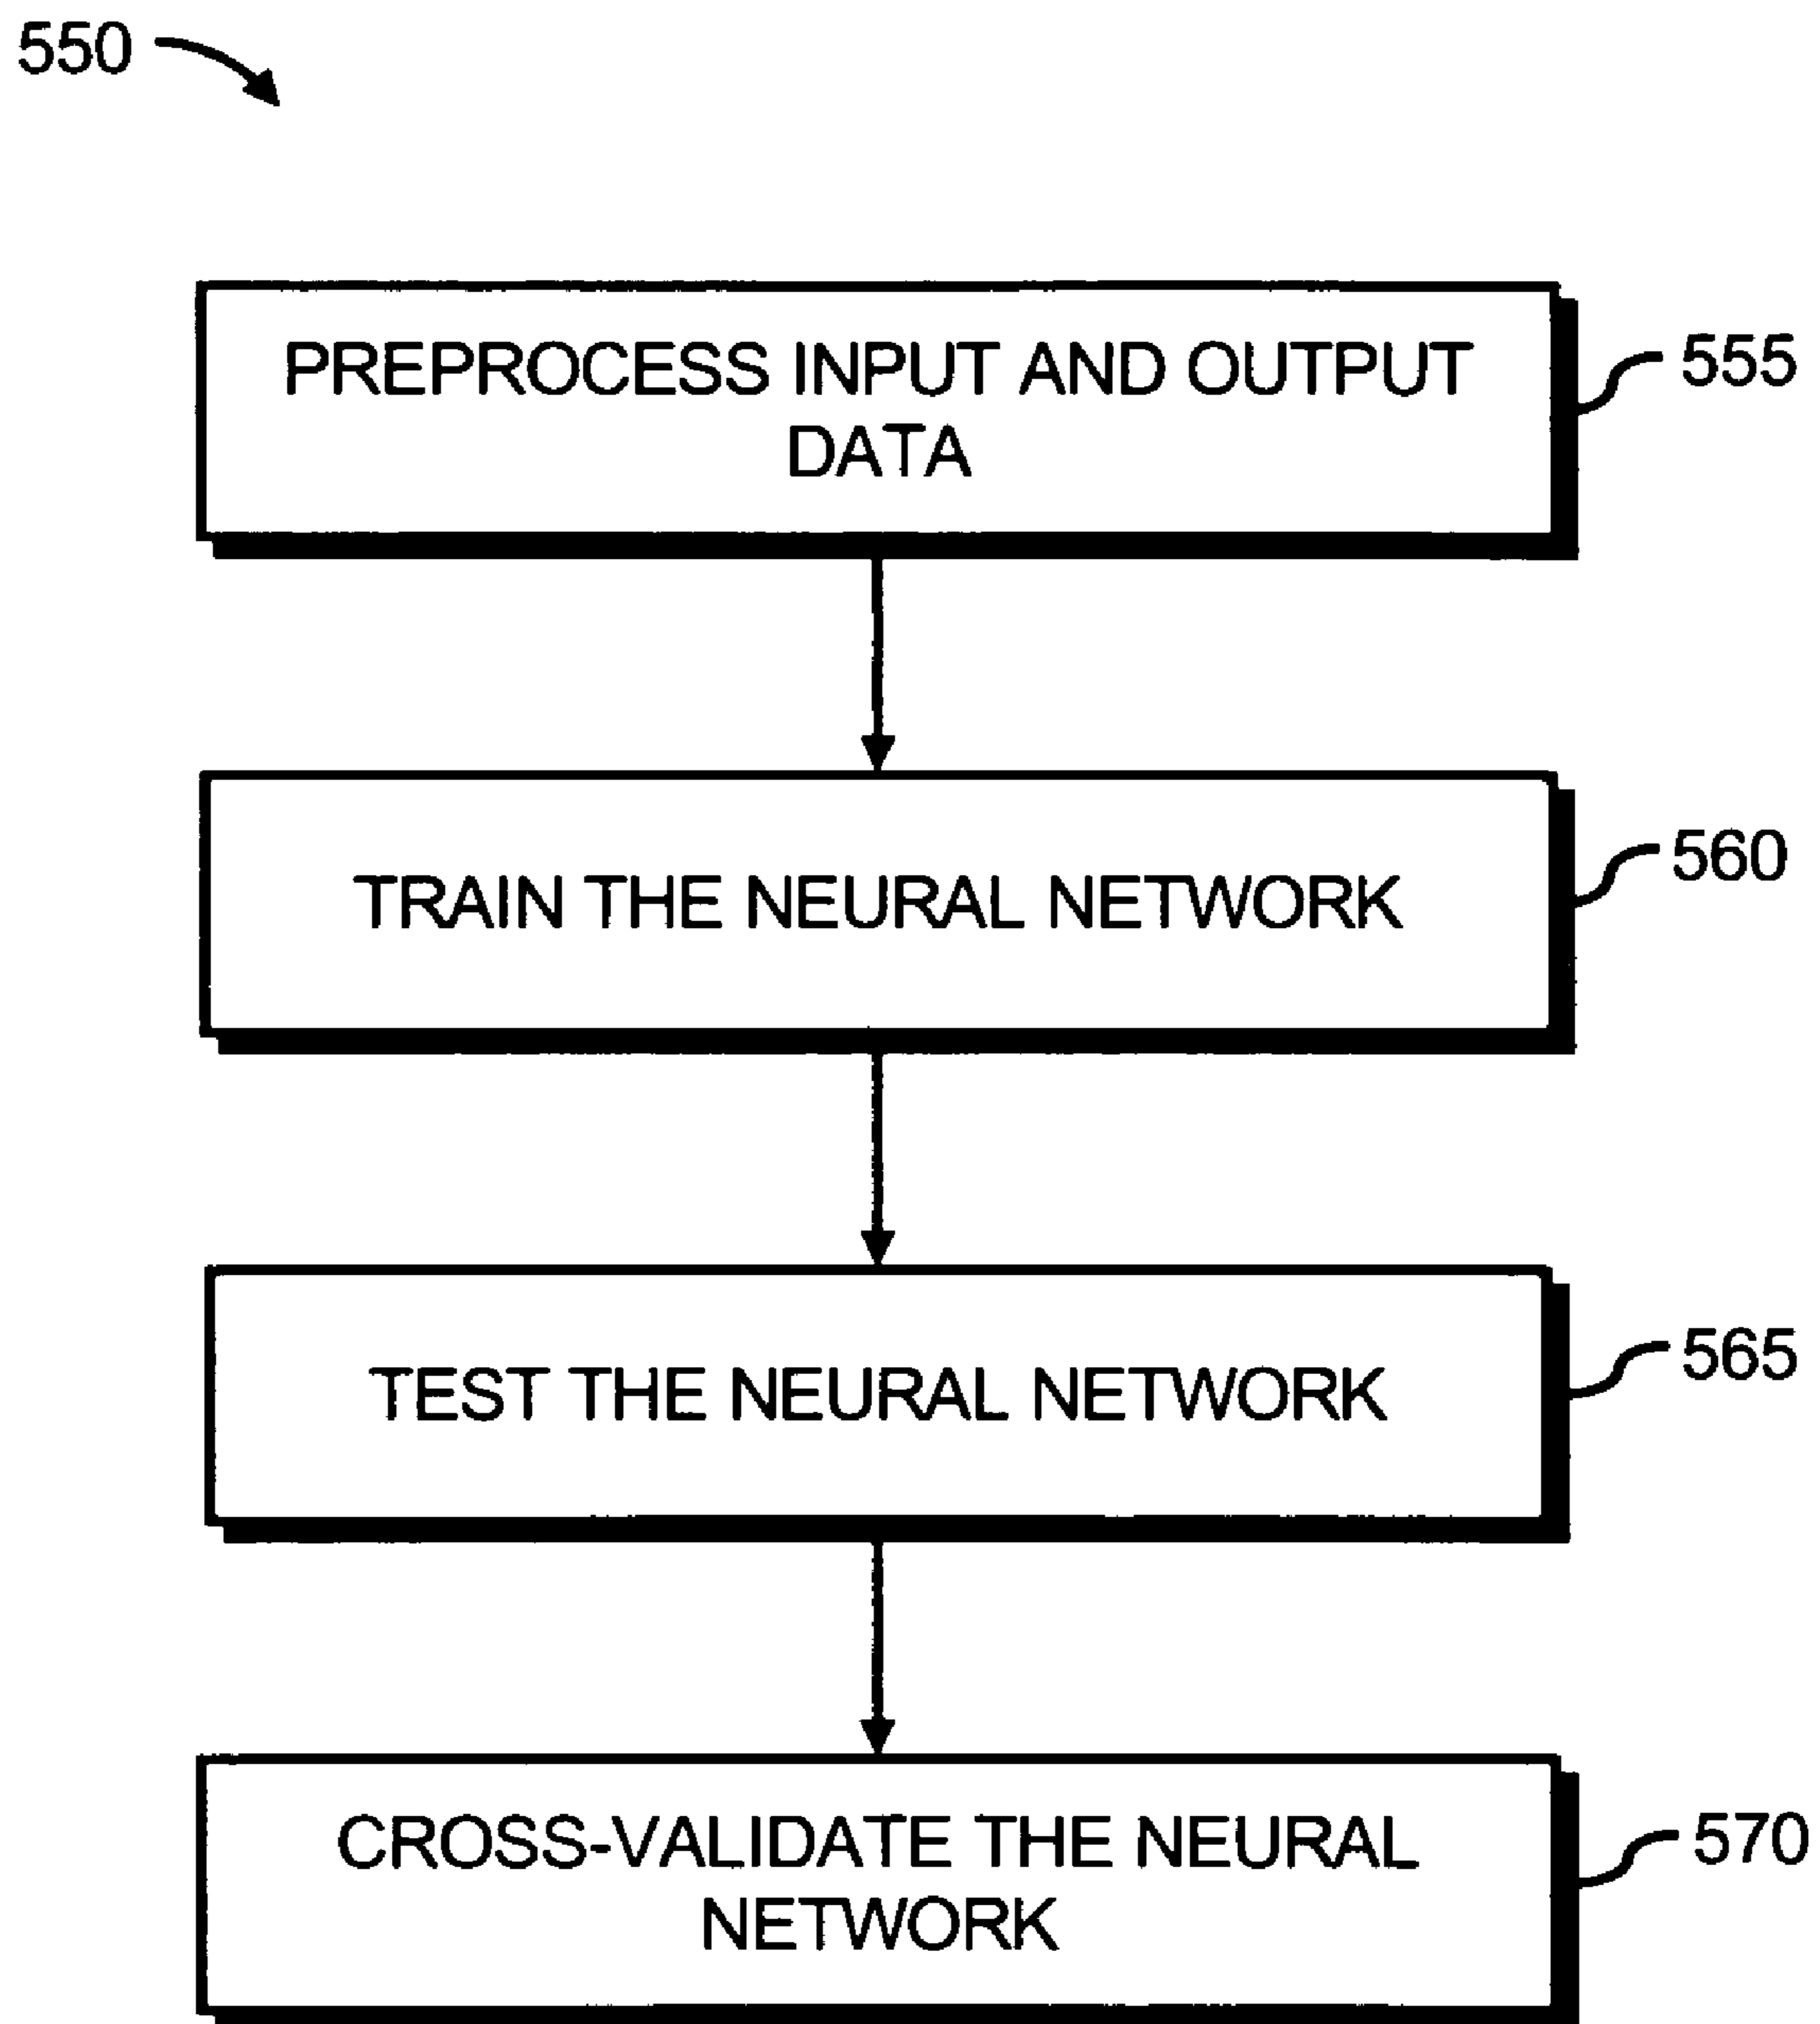 550
PREPROCESS INPUT AND OUTPUT
DATA
555
TRAIN THE NEURAL NETWORK
560
TEST THE NEURAL NETWORK
565
CROSS-VALIDATE THE NEURAL
NETWORK
570